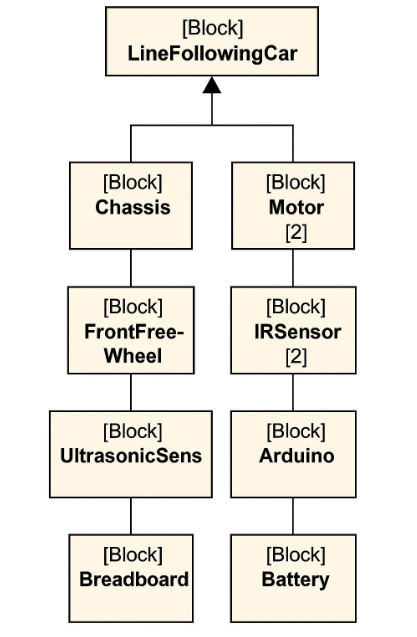 [Block]
LineFollowingCar
[Block]
Chassis
[Block]
Motor
[2]
[Block]
FrontFree-
Wheel
[Block]
IRSensor
[2]
[Block]
UltrasonicSens
[Block]
Arduino
[Block]
Breadboard
[Block]
Battery